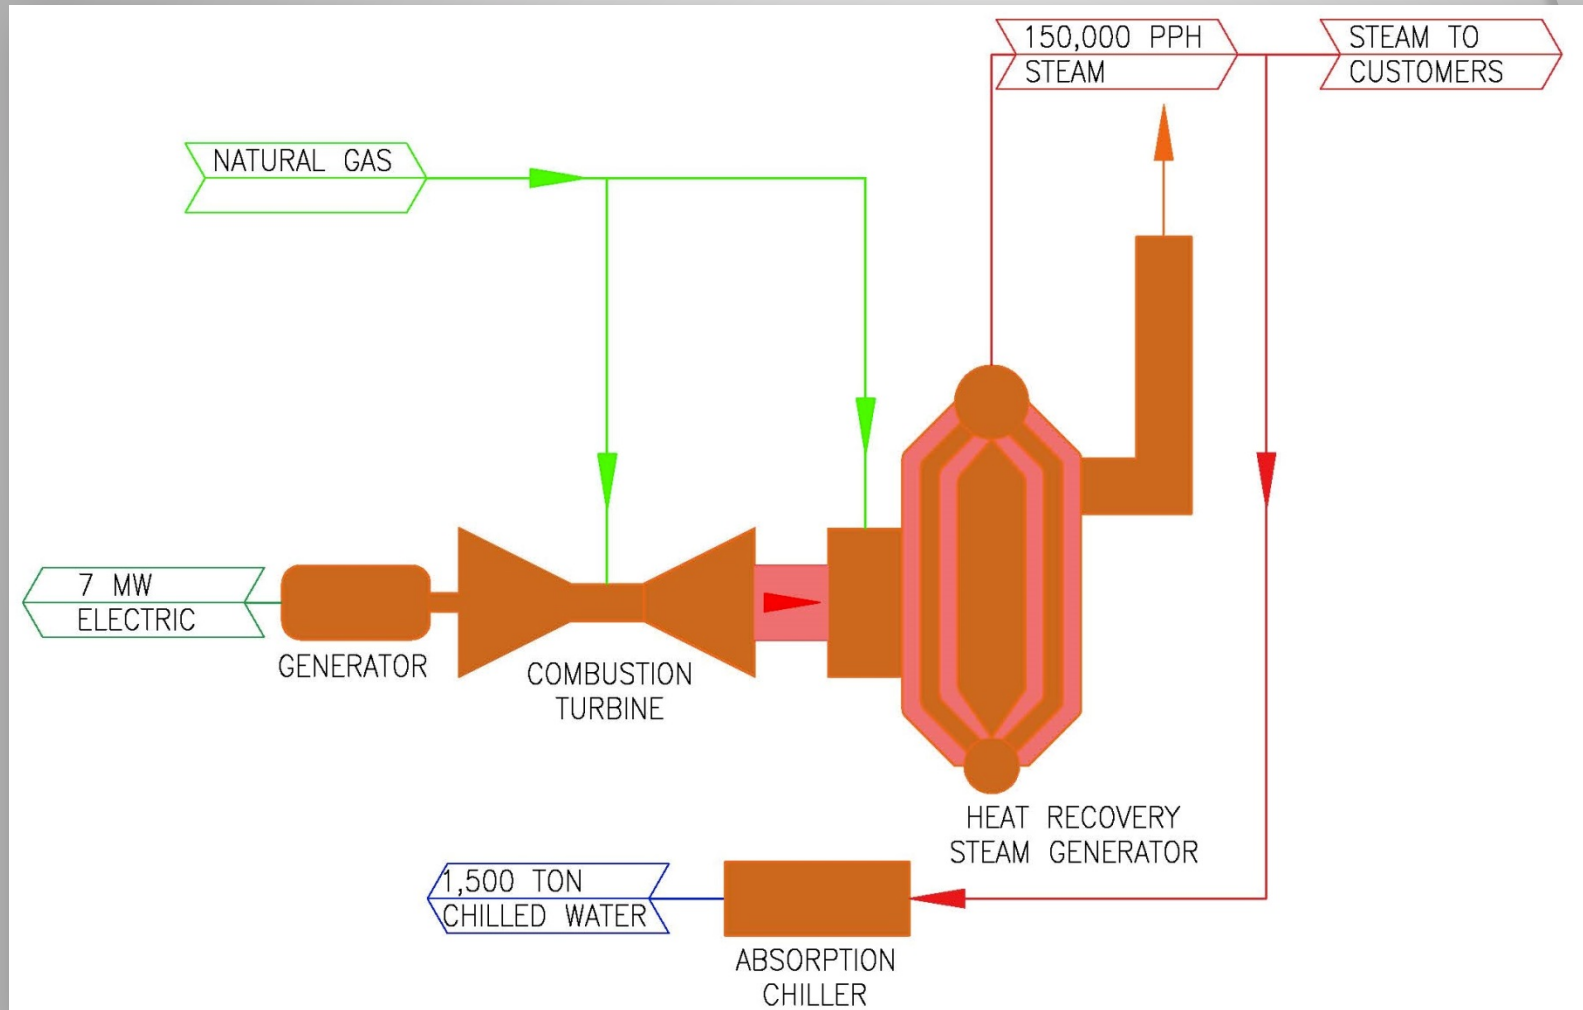 150,000 PPH
STEAM
STEAM TO
CUSTOMERS
NATURAL GAS
7 MW
ELECTRIC
GENERATOR
COMBUSTION
TURBINE
HEAT RECOVERY
STEAM GENERATOR
1,500 TON
CHILLED WATER
ABSORPTION
CHILLER